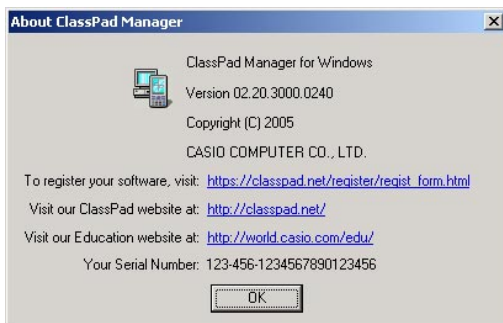 About ClassPad Manager
ClassPad Manager for Windows
Version 02.20.3000.0240
Copyright (C) 2005
CASIO COMPUTER CO., LTD.
To register your software, visit: https://classpad.net/register/regist_form.html
Visit our ClassPad website at: http://classpad.net/
Visit our Education website at: http://world.casio.com/edu/
Your Serial Number: 123-456-1234567890123456
OK